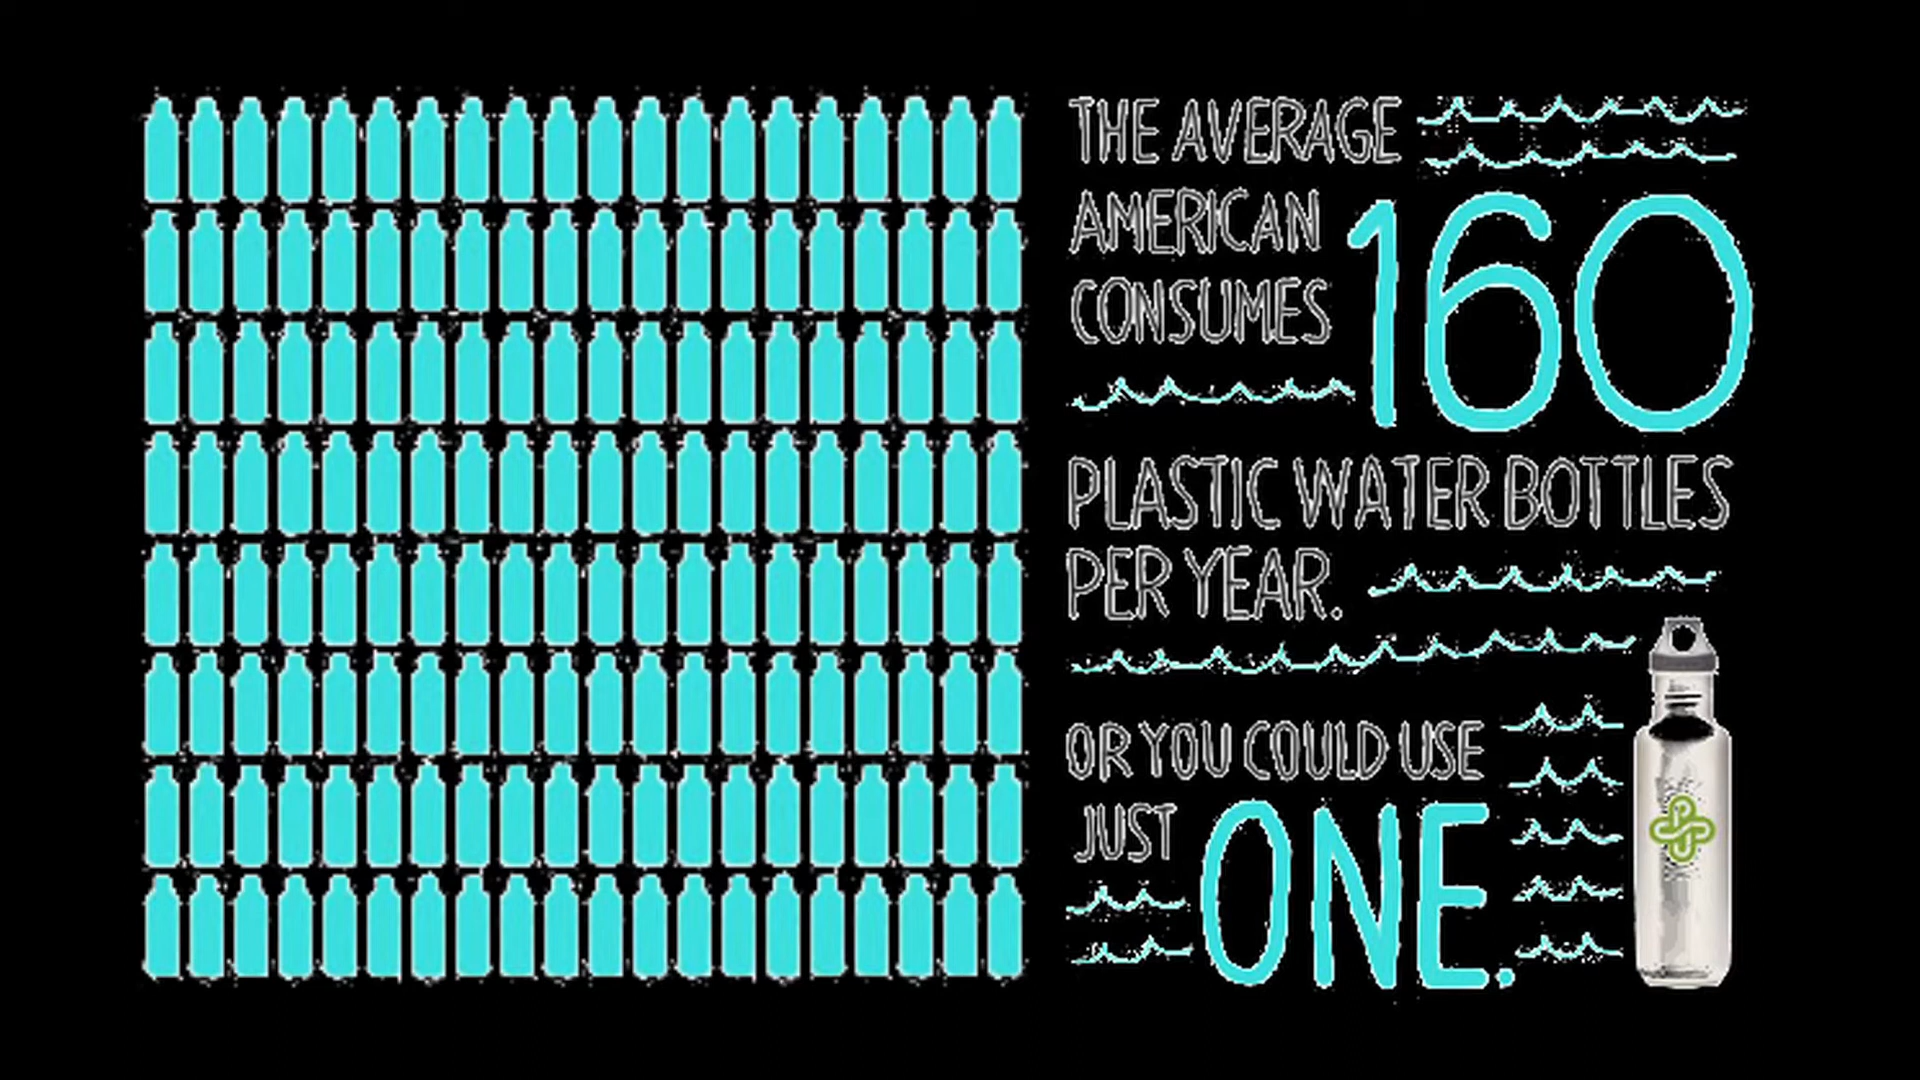 THE AVERAGE
AMERICAN
CONSUMES
160
PLASTIC WATER BOTTLES
PER YEAR.
OR YOU COULD USE
JUST
ONE.